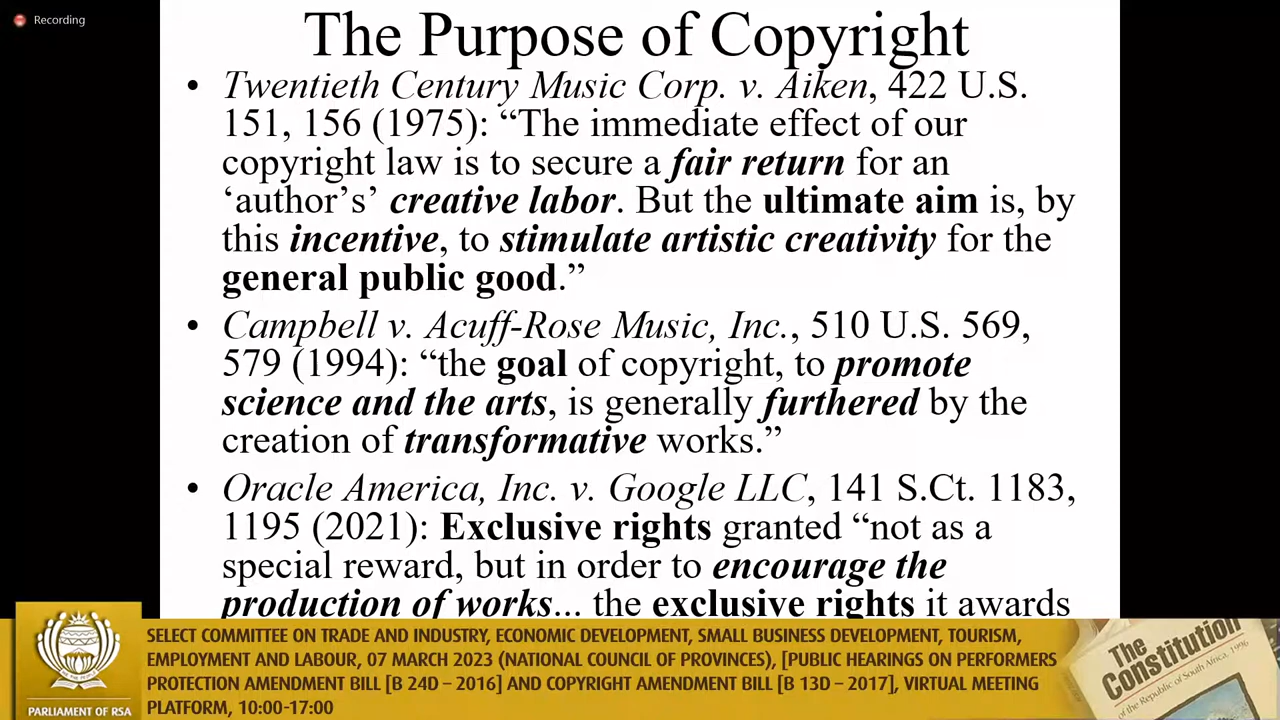 Recording
The Purpose of Copyright
• Twentieth Century Music Corp. v. Aiken, 422 U.S.
151, 156 (1975): “The immediate effect of our
copyright law is to secure a fair return for an
‘author’s’ creative labor. But the ultimate aim is, by
this incentive, to stimulate artistic creativity for the
general public good.”
• Campbell v. Acuff-Rose Music, Inc., 510 U.S. 569,
579 (1994): “the goal of copyright, to promote
science and the arts, is generally furthered by the
creation of transformative works.”
• Oracle America, Inc. v. Google LLC, 141 S.Ct. 1183,
1195 (2021): Exclusive rights granted “not as a
special reward, but in order to encourage the
production of works... the exclusive rights it awards
SELECT COMMITTEE ON TRADE AND INDUSTRY, ECONOMIC DEVELOPMENT, SMALL BUSINESS DEVELOPMENT, TOURISM,
EMPLOYMENT AND LABOUR, 07 MARCH 2023 (NATIONAL COUNCIL OF PROVINCES), [PUBLIC HEARINGS ON PERFORMERS
PROTECTION AMENDMENT BILL [B 24D – 2016] AND COPYRIGHT AMENDMENT BILL [B 13D – 2017], VIRTUAL MEETING
PLATFORM, 10:00-17:00
PARLIAMENT OF RSA
The
Constitution
of the Republic of South Africa, 1996